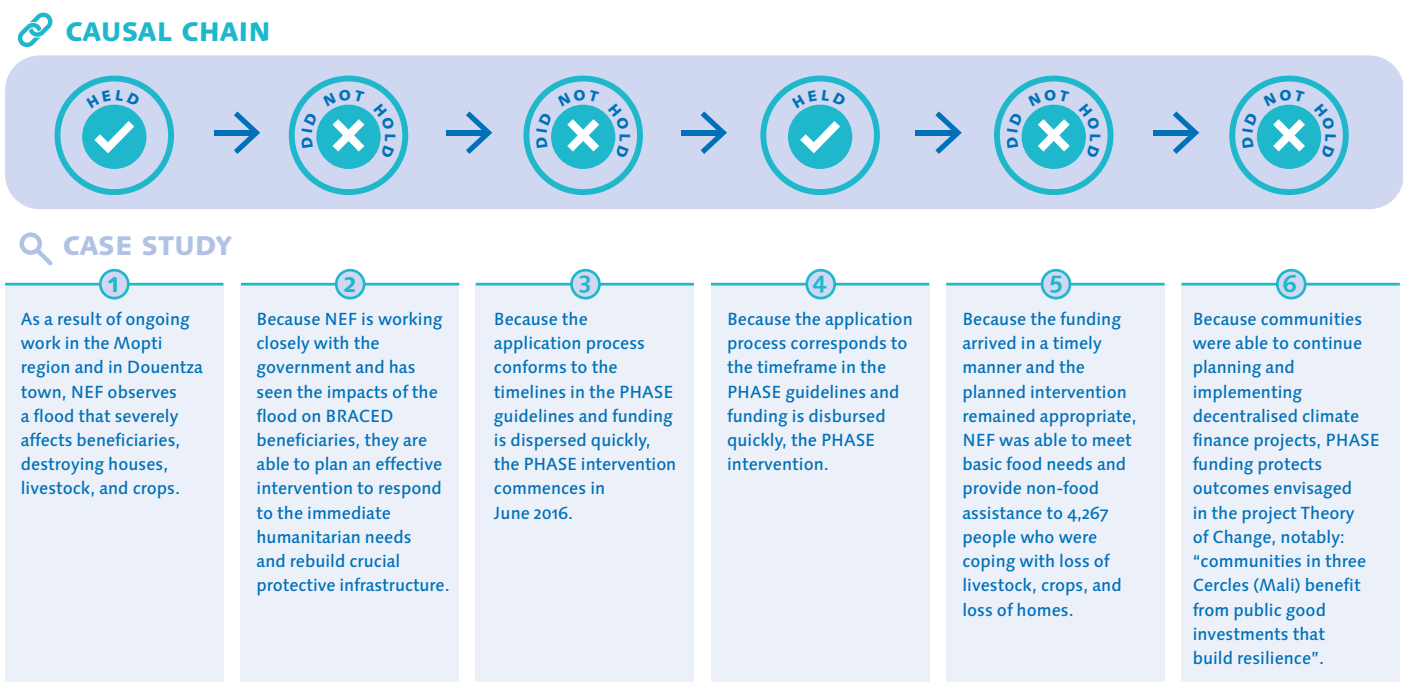 CAUSAL CHAIN
HELD
DID NOT HOLD
DID NOT HOLD
HELD
DID NOT HOLD
DID NOT HOLD
CASE STUDY
1
As a result of ongoing
work in the Mopti
region and in Douentza
town, NEF observes
a flood that severely
affects beneficiaries,
destroying houses,
livestock, and crops.
2
Because NEF is working
closely with the
government and has
seen the impacts of the
flood on BRACED
beneficiaries, they are
able to plan an effective
intervention to respond
to the immediate
humanitarian needs
and rebuild crucial
protective infrastructure.
3
Because the
application process
conforms to the
timelines in the PHASE
guidelines and funding
is dispersed quickly,
the PHASE intervention
commences in
June 2016.
4
Because the application
process corresponds to
the timeframe in the
PHASE guidelines and
funding is disbursed
quickly, the PHASE
intervention.
5
Because the funding
arrived in a timely
manner and the
planned intervention
remained appropriate,
NEF was able to meet
basic food needs and
provide non-food
assistance to 4,267
people who were
coping with loss of
livestock, crops, and
loss of homes.
6
Because communities
were able to continue
planning and
implementing
decentralised climate
finance projects, PHASE
funding protects
outcomes envisaged
in the project Theory
of Change, notably:
“communities in three
Cercles (Mali) benefit
from public good
investments that
build resilience”.